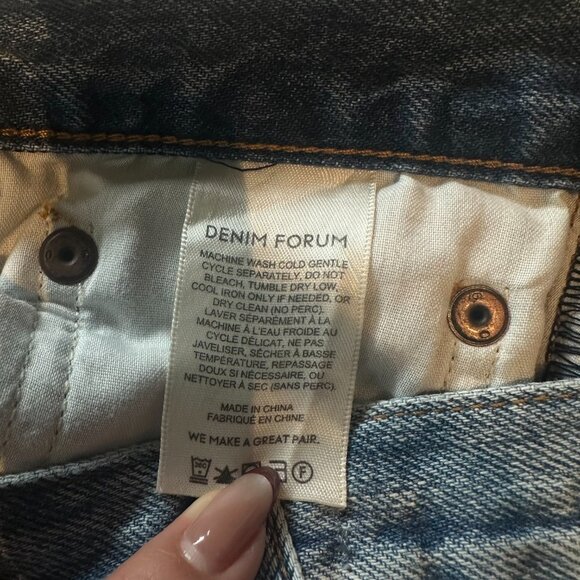 DENIM FORUM
MACHINE WASH COLD GENTLE
CYCLE SEPARATELY, DO NOT
BLEACH, TUMBLE DRY LOW,
COOL IRON ONLY IF NEEDED, OR
DRY CLEAN (NO PERC).
LAVER SÉPARÉMENT À LA
MACHINE À L'EAU FROIDE AU
CYCLE DÉLICAT, NE PAS
JAVELISER, SÉCHER À BASSE
TEMPÉRATURE, REPASSAGE
DOUX SI NÉCESSAIRE, OU
NETTOYER À SEC (SANS PERC).
MADE IN CHINA
FABRIQUÉ EN CHINE
WE MAKE A GREAT PAIR.
F